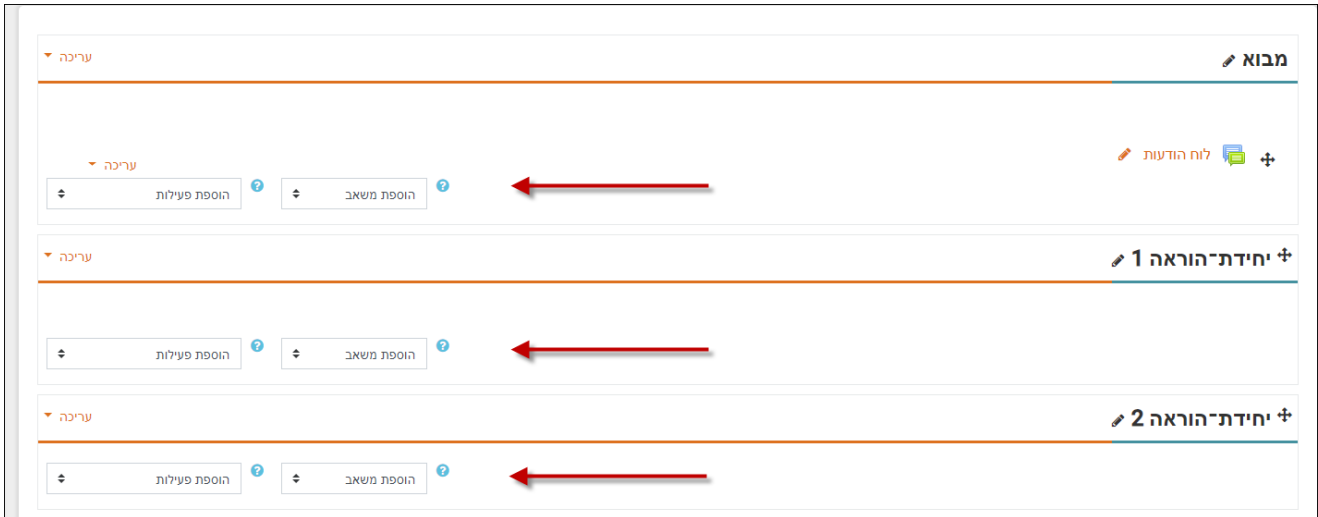 מבוא
עריכה
לוח הודעות
עריכה
הוספת משאב הוספת פעילות
יחידת־הוראה 1
עריכה
הוספת משאב הוספת פעילות
יחידת־הוראה 2
עריכה
הוספת משאב הוספת פעילות